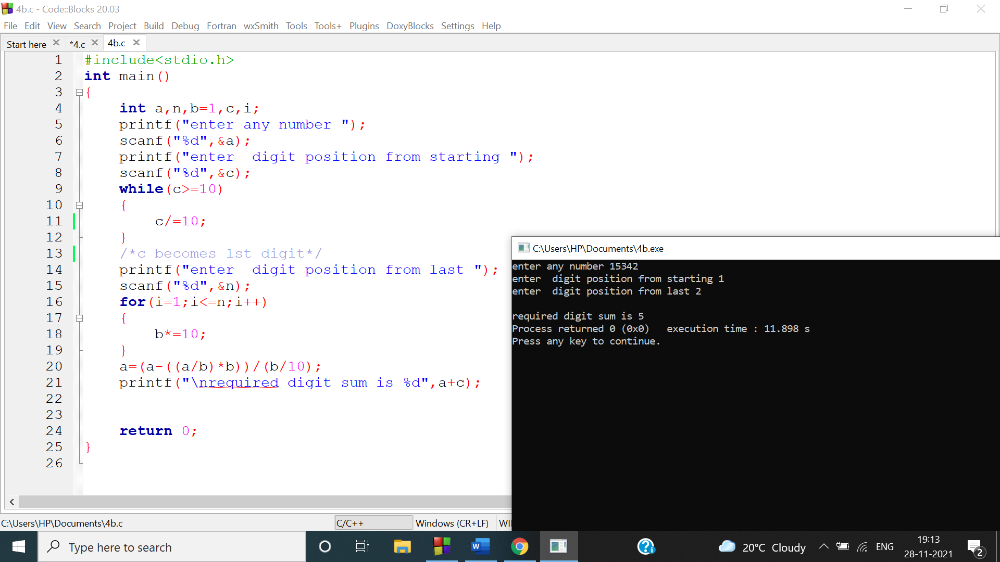 4b.c - Code::Blocks 20.03
File Edit View Search Project Build Debug Fortran wxSmith Tools Tools+ Plugins DoxyBlocks Settings Help
Start here *4.c 4b.c
1 #include<stdio.h>
2 int main()
3 {
4 int a,n,b=1,c,i;
5 printf("enter any number ");
6 scanf("%d",&a);
7 printf("enter  digit position from starting ");
8 scanf("%d",&c);
9 while(c>=10)
10 {
11 c/=10;
12 }
13 /*c becomes 1st digit*/
14 printf("enter  digit position from last ");
15 scanf("%d",&n);
16 for(i=1;i<=n;i++)
17 {
18 b*=10;
19 }
20 a=(a-((a/b)*b))/(b/10);
21 printf("\nrequired digit sum is %d",a+c);
22
23
24 return 0;
25 }
26
C:\Users\HP\Documents\4b.exe
enter any number 15342
enter  digit position from starting 1
enter  digit position from last 2
required digit sum is 5
Process returned 0 (0x0)   execution time : 11.898 s
Press any key to continue.
C:\Users\HP\Documents\4b.c C/C++ Windows (CR+LF) WI
Type here to search
W
20°C Cloudy ENG 19:13
28-11-2021
2